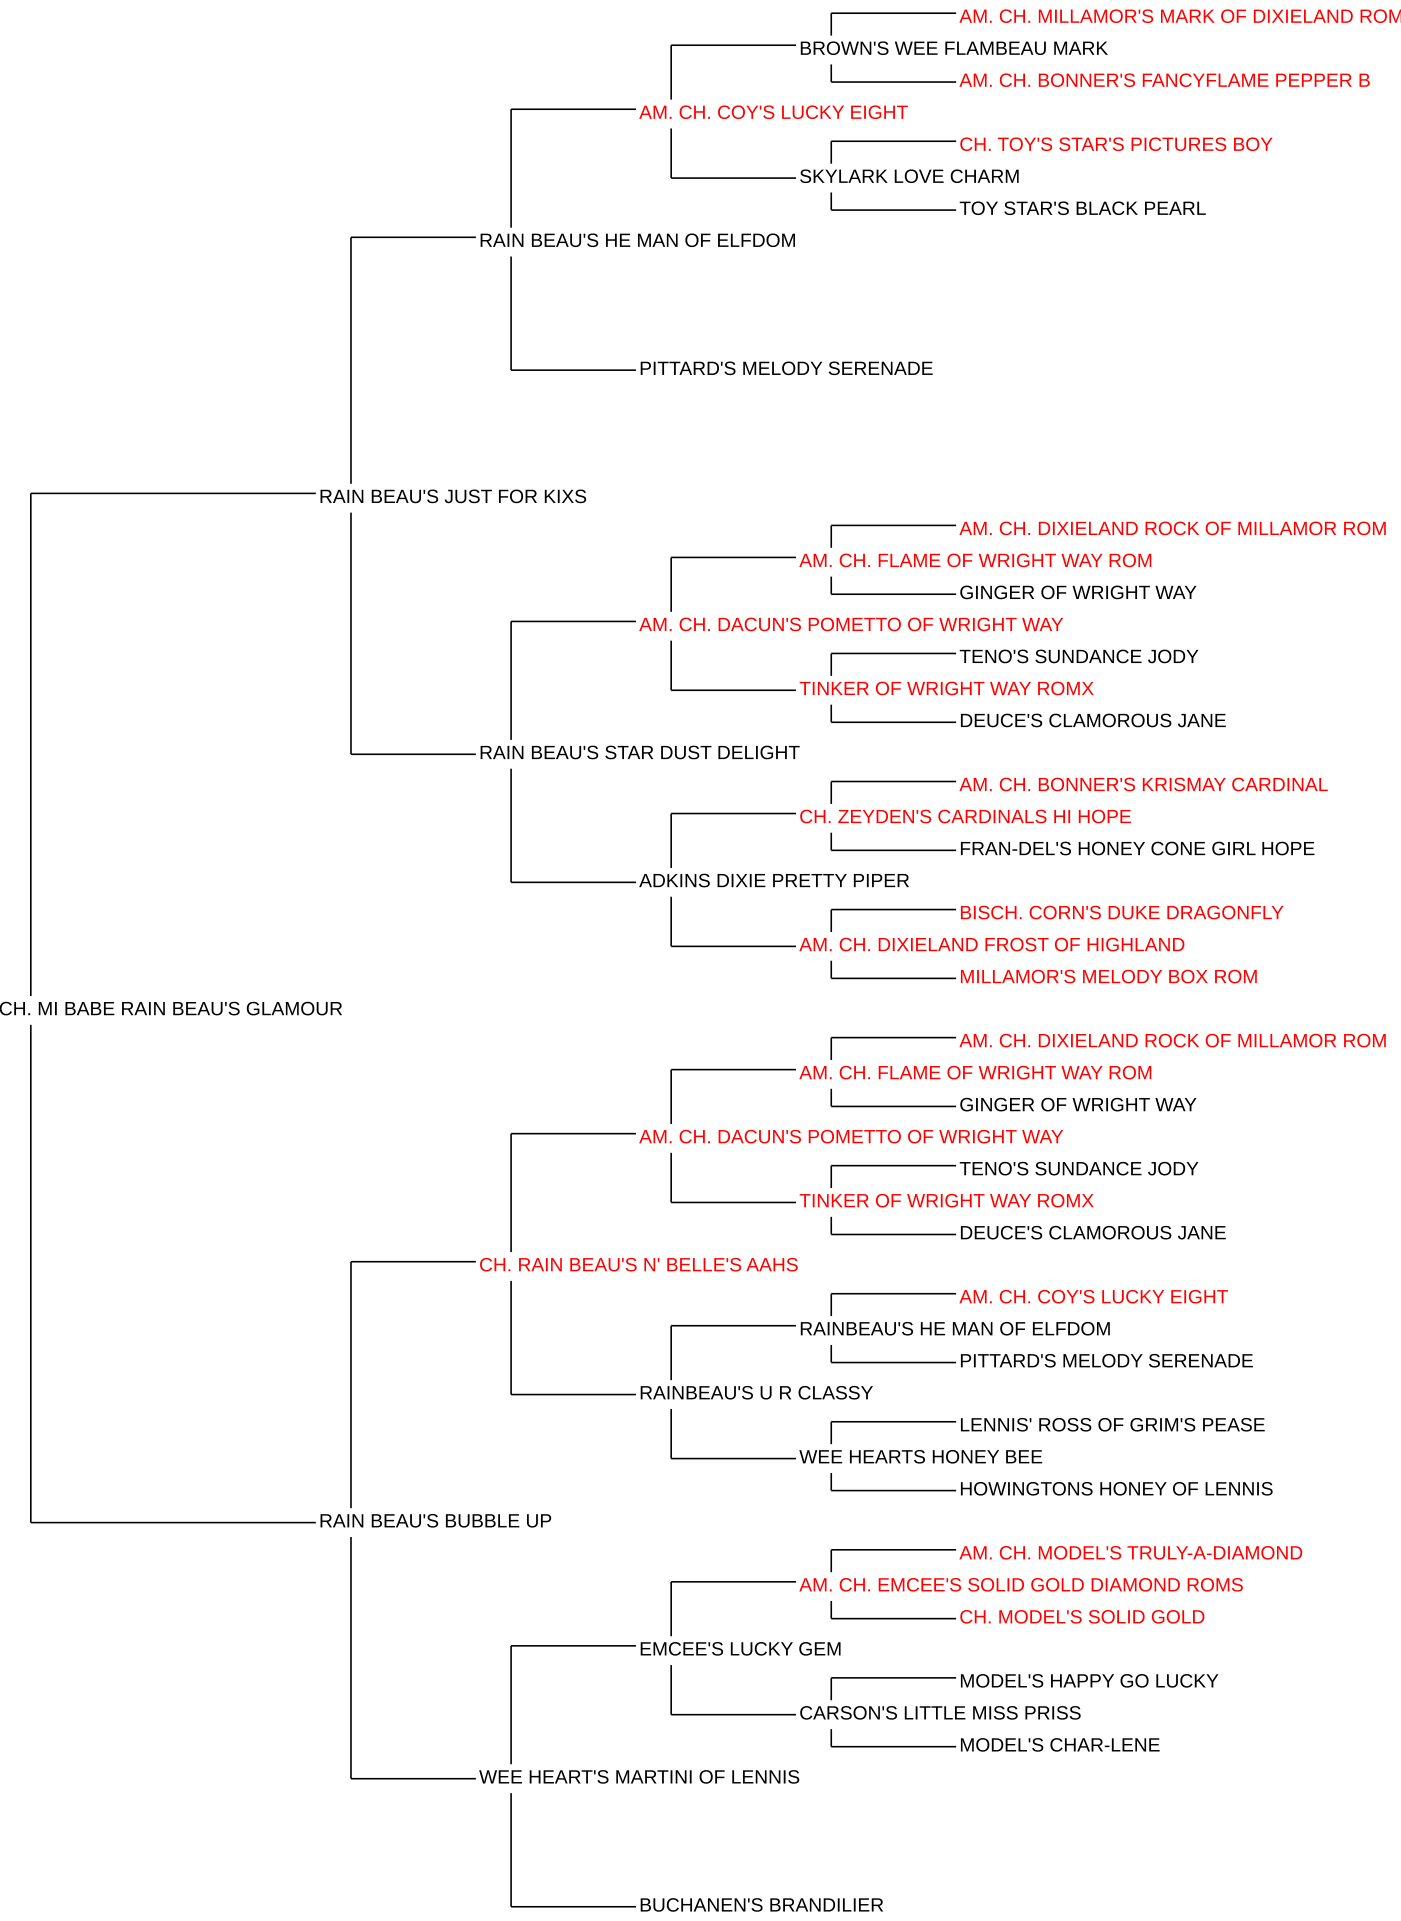 AM. CH. MILLAMOR'S MARK OF DIXIELAND ROM
BROWN'S WEE FLAMBEAU MARK
AM. CH. BONNER'S FANCYFLAME PEPPER B
AM. CH. COY'S LUCKY EIGHT
CH. TOY'S STAR'S PICTURES BOY
SKYLARK LOVE CHARM
TOY STAR'S BLACK PEARL
RAIN BEAU'S HE MAN OF ELFDOM
PITTARD'S MELODY SERENADE
RAIN BEAU'S JUST FOR KIXS
AM. CH. DIXIELAND ROCK OF MILLAMOR ROM
AM. CH. FLAME OF WRIGHT WAY ROM
GINGER OF WRIGHT WAY
AM. CH. DACUN'S POMETTO OF WRIGHT WAY
TENO'S SUNDANCE JODY
TINKER OF WRIGHT WAY ROMX
DEUCE'S CLAMOROUS JANE
RAIN BEAU'S STAR DUST DELIGHT
AM. CH. BONNER'S KRISMAY CARDINAL
CH. ZEYDEN'S CARDINALS HI HOPE
FRAN-DEL'S HONEY CONE GIRL HOPE
ADKINS DIXIE PRETTY PIPER
BISCH. CORN'S DUKE DRAGONFLY
AM. CH. DIXIELAND FROST OF HIGHLAND
MILLAMOR'S MELODY BOX ROM
CH. MI BABE RAIN BEAU'S GLAMOUR
AM. CH. DIXIELAND ROCK OF MILLAMOR ROM
AM. CH. FLAME OF WRIGHT WAY ROM
GINGER OF WRIGHT WAY
AM. CH. DACUN'S POMETTO OF WRIGHT WAY
TENO'S SUNDANCE JODY
TINKER OF WRIGHT WAY ROMX
DEUCE'S CLAMOROUS JANE
CH. RAIN BEAU'S N' BELLE'S AAHS
AM. CH. COY'S LUCKY EIGHT
RAINBEAU'S HE MAN OF ELFDOM
PITTARD'S MELODY SERENADE
RAINBEAU'S U R CLASSY
LENNIS' ROSS OF GRIM'S PEASE
WEE HEARTS HONEY BEE
HOWINGTONS HONEY OF LENNIS
RAIN BEAU'S BUBBLE UP
AM. CH. MODEL'S TRULY-A-DIAMOND
AM. CH. EMCEE'S SOLID GOLD DIAMOND ROMS
CH. MODEL'S SOLID GOLD
EMCEE'S LUCKY GEM
MODEL'S HAPPY GO LUCKY
CARSON'S LITTLE MISS PRISS
MODEL'S CHAR-LENE
WEE HEART'S MARTINI OF LENNIS
BUCHANEN'S BRANDILIER